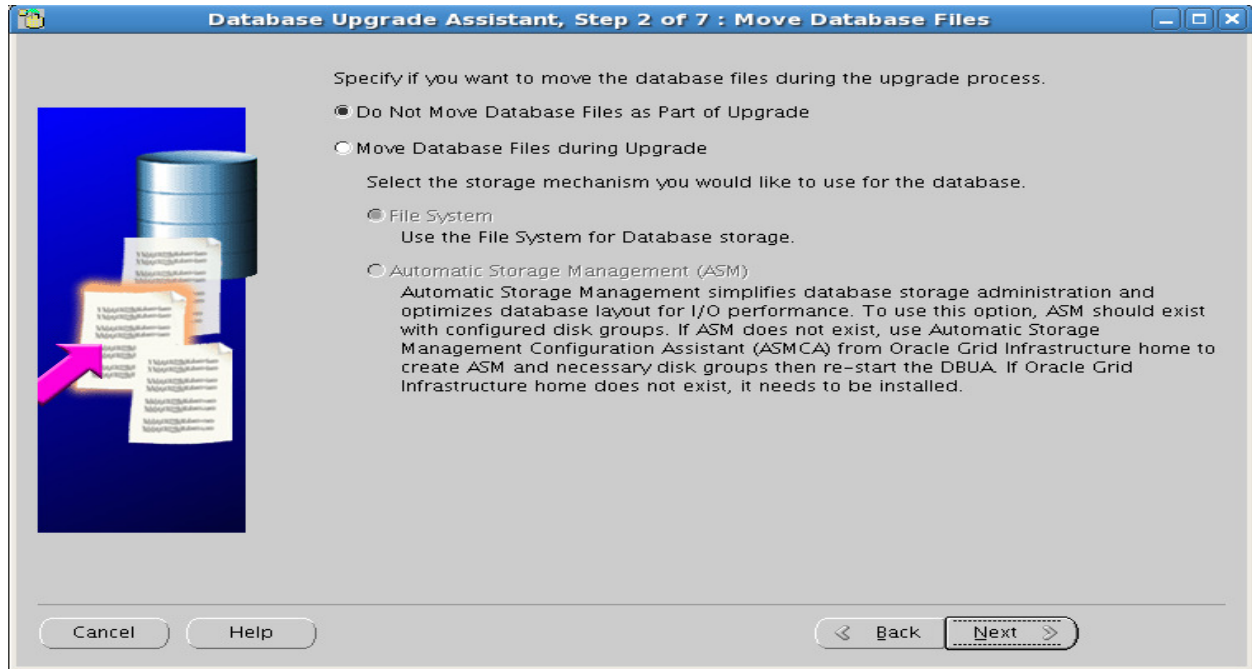 Database Upgrade Assistant, Step 2 of 7 : Move Database Files
Specify if you want to move the database files during the upgrade process.
Do Not Move Database Files as Part of Upgrade
Move Database Files during Upgrade
Select the storage mechanism you would like to use for the database.
File System
Use the File System for Database storage.
Automatic Storage Management (ASM)
Automatic Storage Management simplifies database storage administration and
optimizes database layout for I/O performance. To use this option, ASM should exist
with configured disk groups. If ASM does not exist, use Automatic Storage
Management Configuration Assistant (ASMCA) from Oracle Grid Infrastructure home to
create ASM and necessary disk groups then re-start the DBUA. If Oracle Grid
Infrastructure home does not exist, it needs to be installed.
Cancel
Help
Back
Next